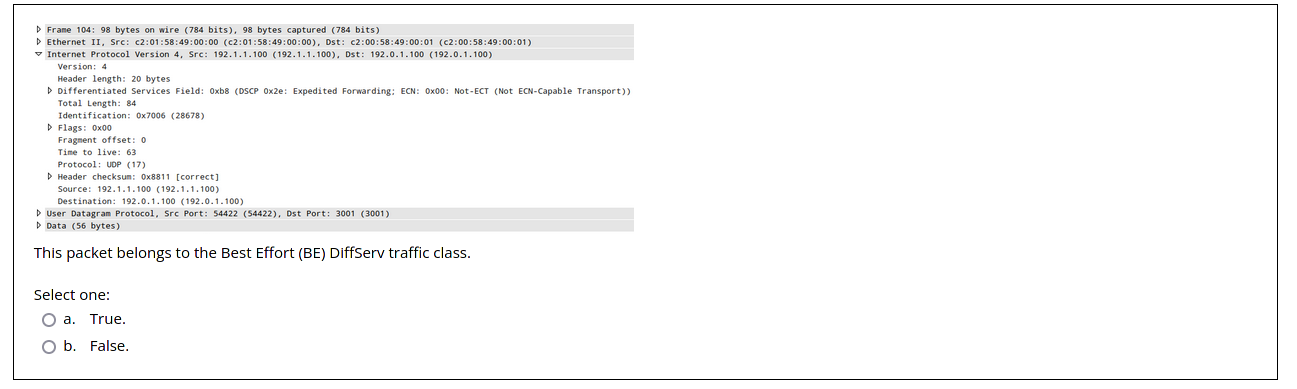 Frame 104: 98 bytes on wire (784 bits), 98 bytes captured (784 bits)
Ethernet II, Src: c2:01:58:49:00:00 (c2:01:58:49:00:00), Dst: c2:00:58:49:00:01 (c2:00:58:49:00:01)
Internet Protocol Version 4, Src: 192.1.1.100 (192.1.1.100), Dst: 192.0.1.100 (192.0.1.100)
Version: 4
Header length: 20 bytes
Differentiated Services Field: 0xb8 (DSCP 0x2e: Expedited Forwarding; ECN: 0x00: Not-ECT (Not ECN-Capable Transport))
Total Length: 84
Identification: 0x7006 (28678)
Flags: 0x00
Fragment offset: 0
Time to live: 63
Protocol: UDP (17)
Header checksum: 0x8811 [correct]
Source: 192.1.1.100 (192.1.1.100)
Destination: 192.0.1.100 (192.0.1.100)
User Datagram Protocol, Src Port: 54422 (54422), Dst Port: 3001 (3001)
Data (56 bytes)
This packet belongs to the Best Effort (BE) DiffServ traffic class.
Select one:
a. True.
b. False.